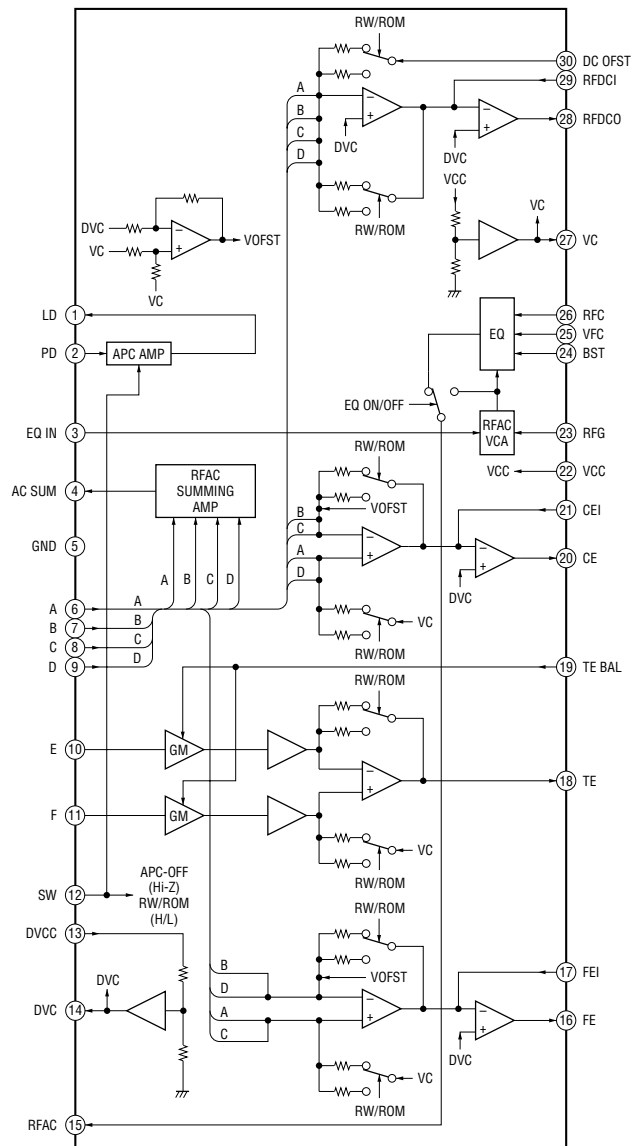 RW/ROM
30 DC OFST
29 RFDCI
A
B
C
D
DVC
28 RFDCO
DVC
VCC
RW/ROM
VC
27 VC
DVC
VC
VOFST
VC
LD 1
PD 2
APC AMP
26 RFC
25 VFC
24 BST
EQ
EQ ON/OFF
EQ IN 3
RFAC
VCA
23 RFG
VCC
22 VCC
AC SUM 4
RFAC
SUMMING
AMP
RW/ROM
VOFST
B
C
A
D
21 CEI
20 CE
DVC
GND 5
A
B
C
D
A 6 A
B 7 B
C 8 C
D 9 D
VC
RW/ROM
19 TE BAL
RW/ROM
E 10
GM
18 TE
F 11
GM
VC
RW/ROM
SW 12
APC-OFF
(Hi-Z)
RW/ROM
(H/L)
DVCC 13
RW/ROM
B
D
A
C
VOFST
17 FEI
16 FE
DVC
DVC
DVC 14
VC
RW/ROM
RFAC 15